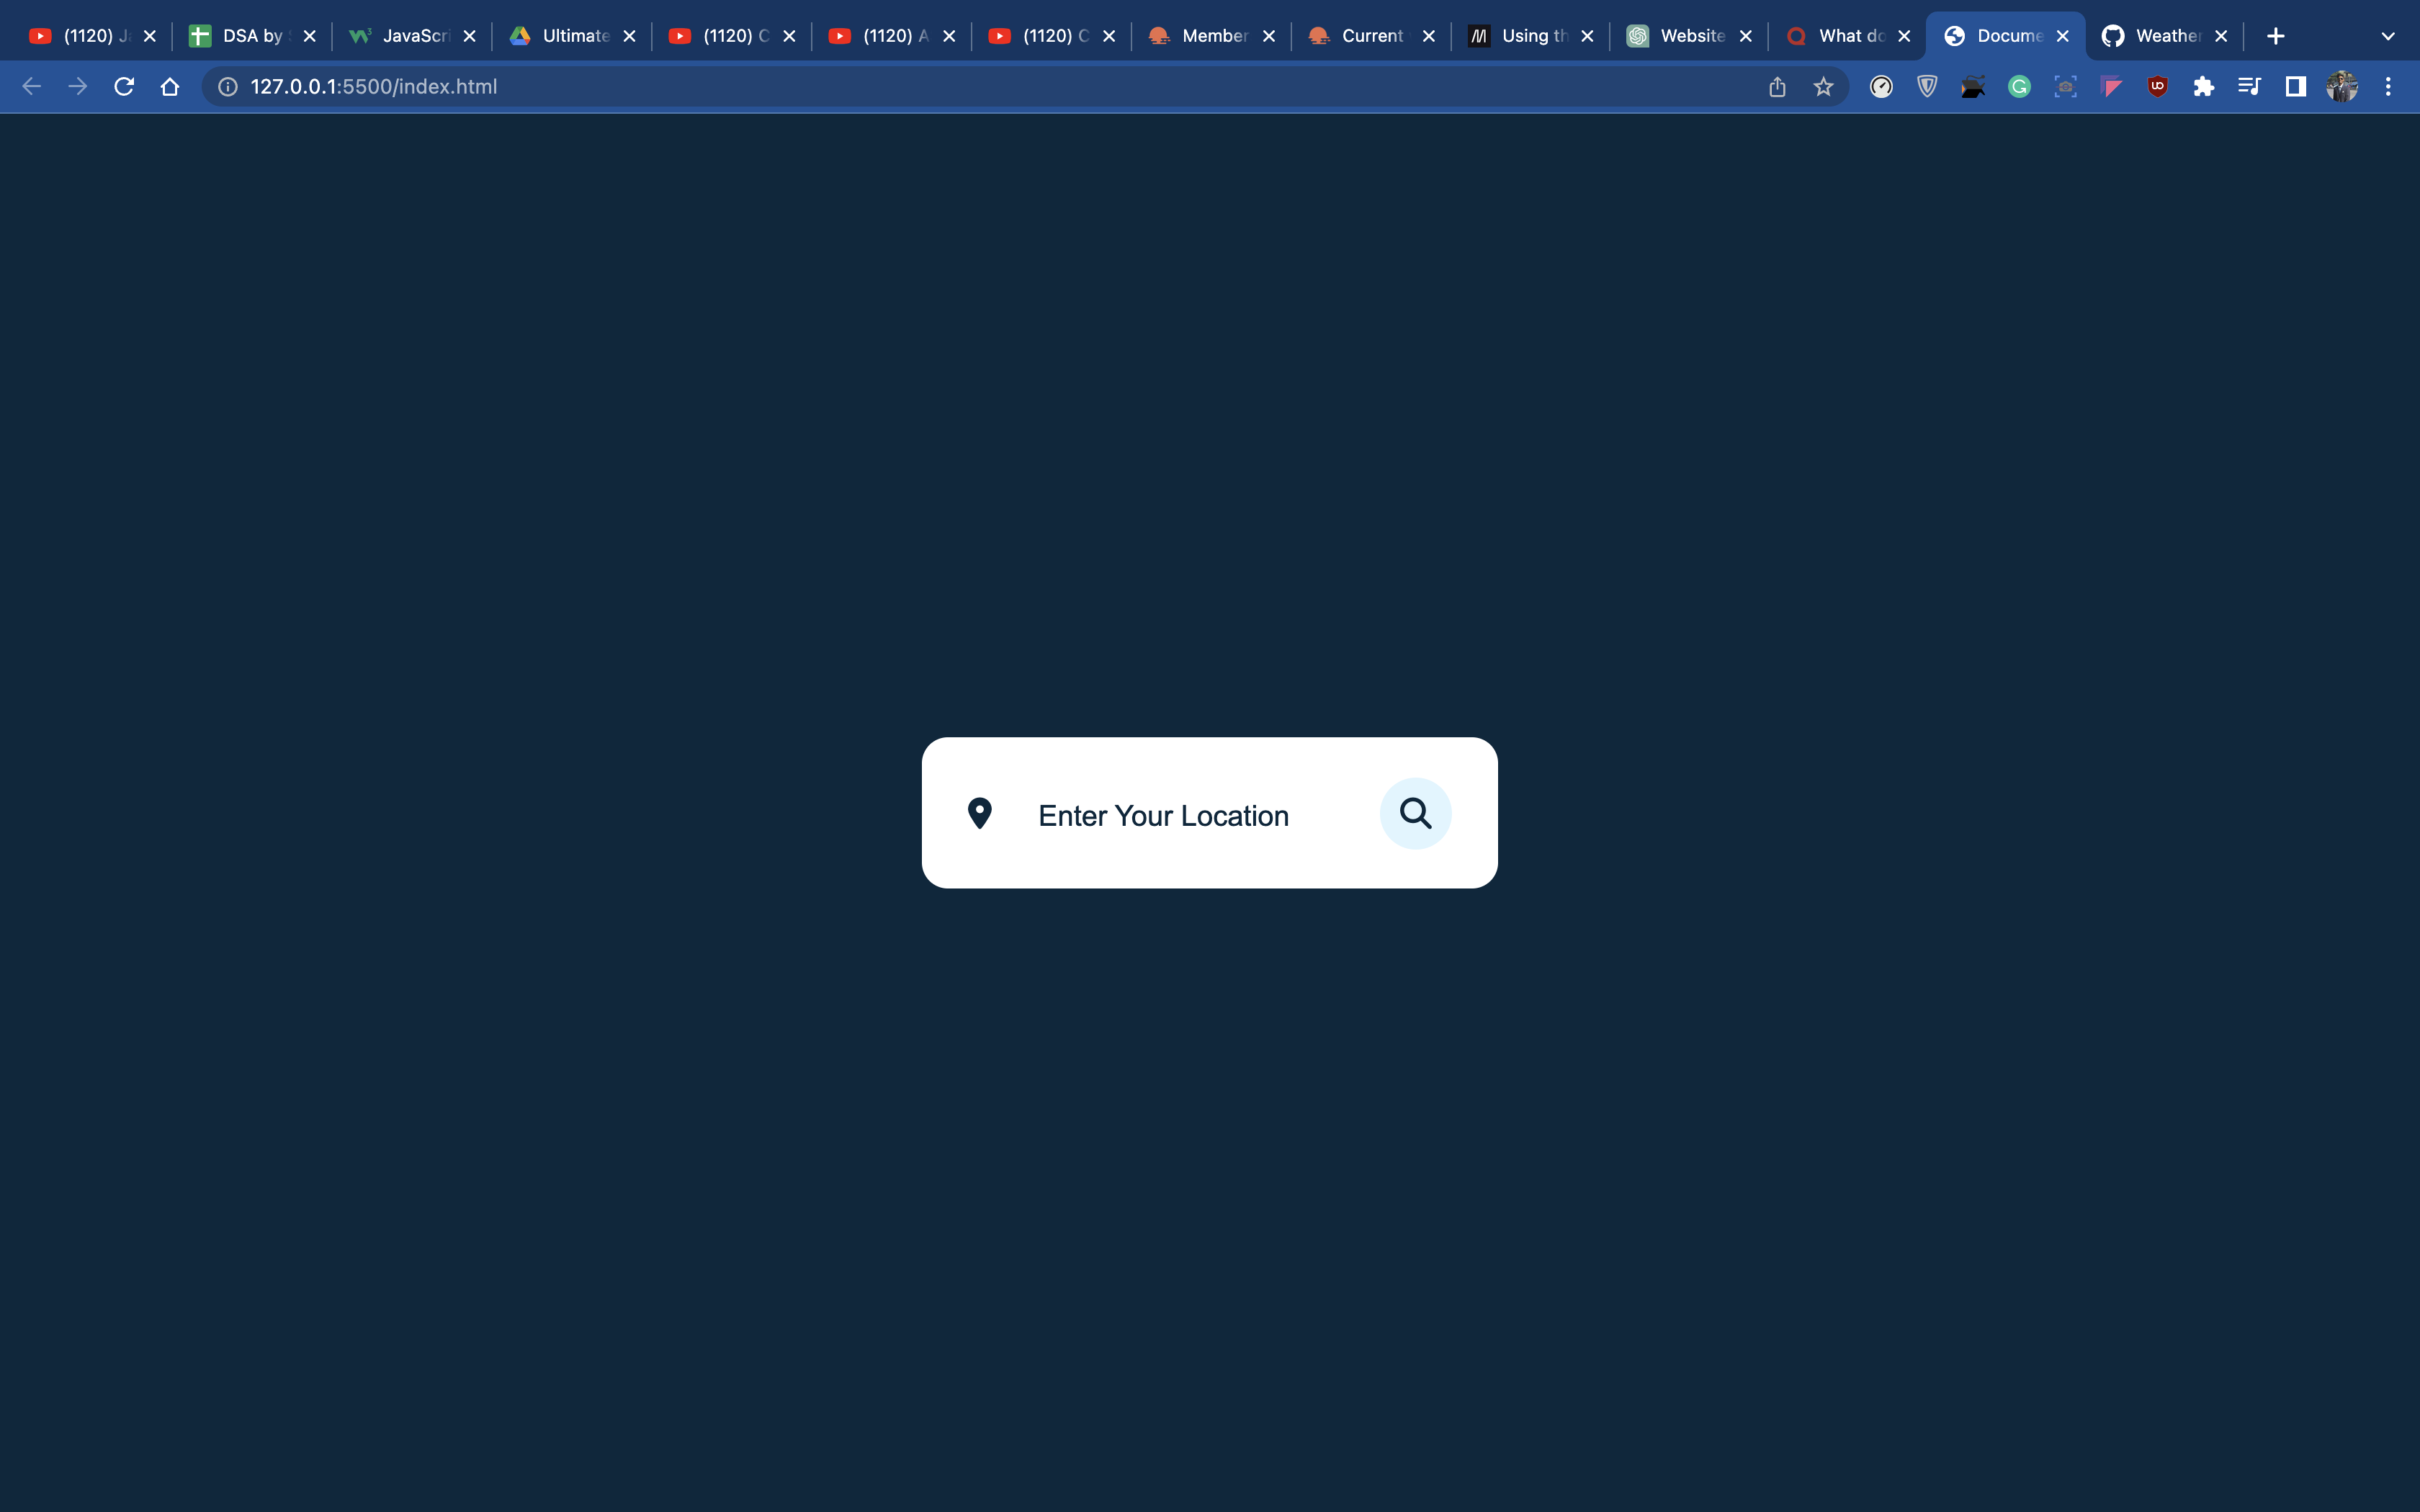 (1120) J
DSA by
JavaScri
Ultimate
(1120) C
(1120) A
(1120) C
Member
Current
Using th
Website
What do
Docume
Weather
127.0.0.1:5500/index.html
Enter Your Location